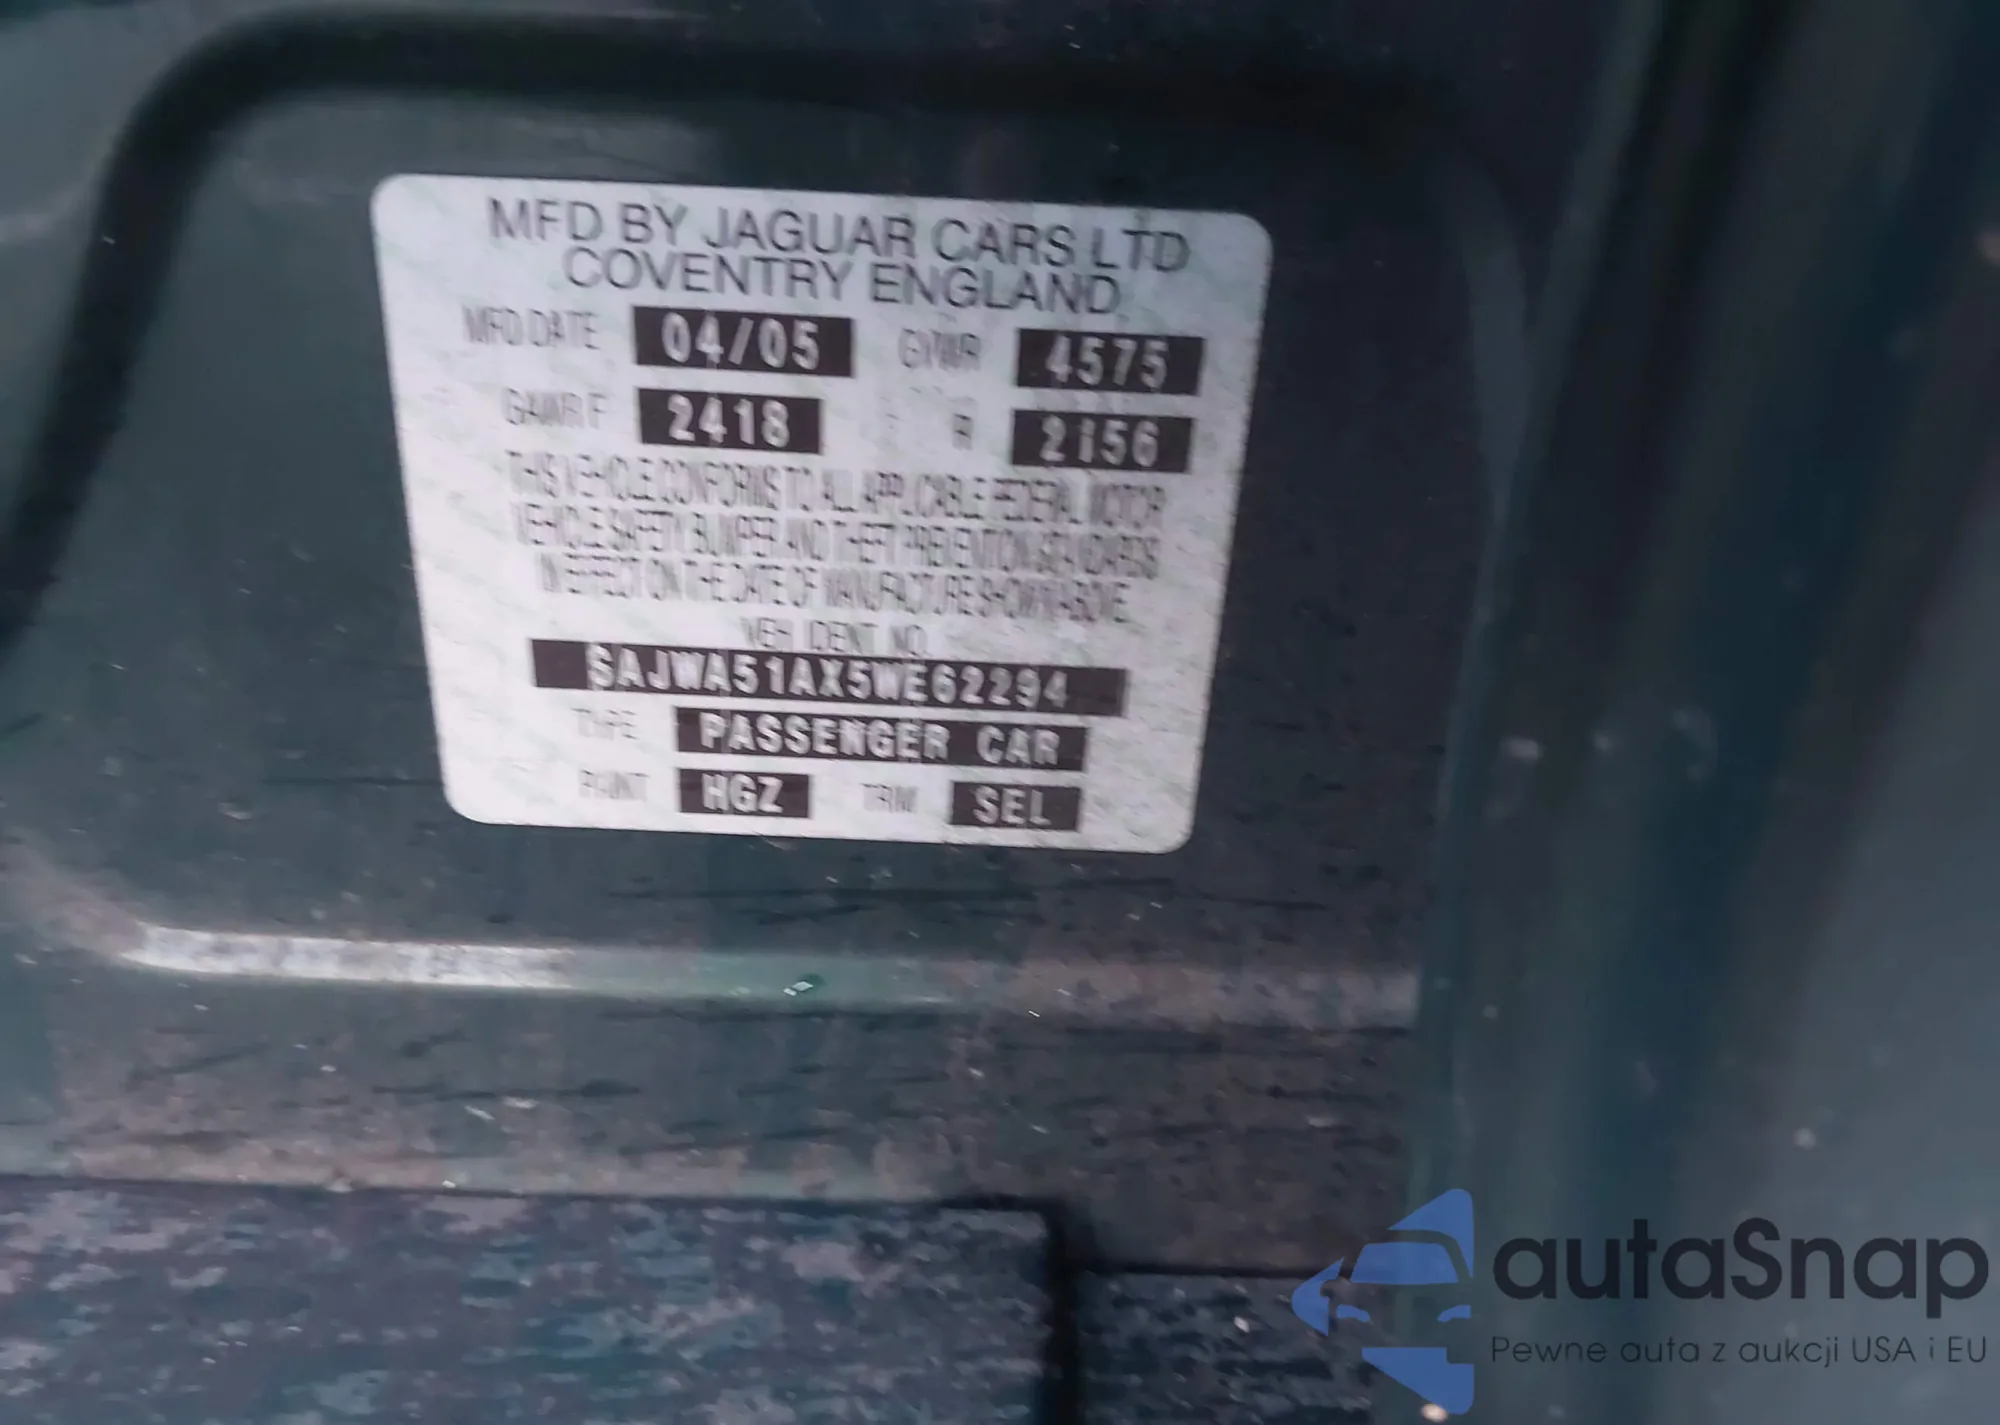 MFD BY JAGUAR CARS LTD
COVENTRY ENGLAND
MFD DATE 04/05 GVWR 4575
GAWR F 2418 R 2156
THIS VEHICLE CONFORMS TO ALL APPLICABLE FEDERAL MOTOR
VEHICLE SAFETY BUMPER AND THEFT PREVENTION STANDARDS
IN EFFECT ON THE DATE OF MANUFACTURE SHOWN ABOVE.
VEH IDENT NO.
SAJWA51AX5WE62294
TYPE PASSENGER CAR
PAINT HGZ TRIM SEL
autaSnap
Pewne auta z aukcji USA i EU